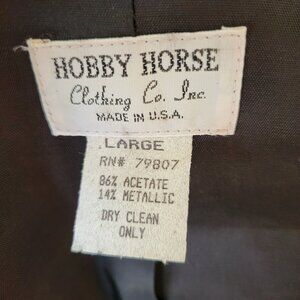 HOBBY HORSE
Clothing Co. Inc.
MADE IN U.S.A.
LARGE
RN# 79807
86% ACETATE
14% METALLIC
DRY CLEAN
ONLY